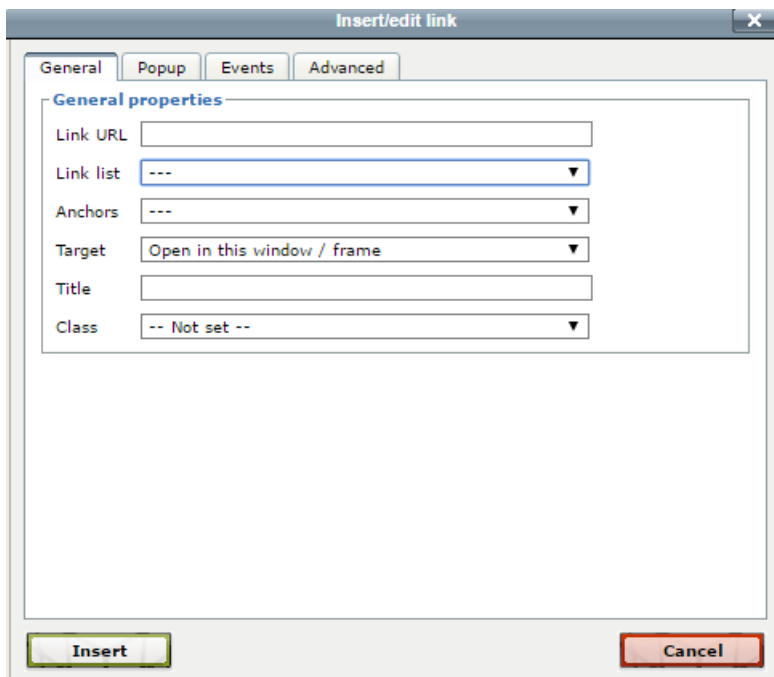 Insert/edit link
General Popup Events Advanced
General properties
Link URL
Link list ---
Anchors ---
Target Open in this window / frame
Title
Class -- Not set --
Insert Cancel